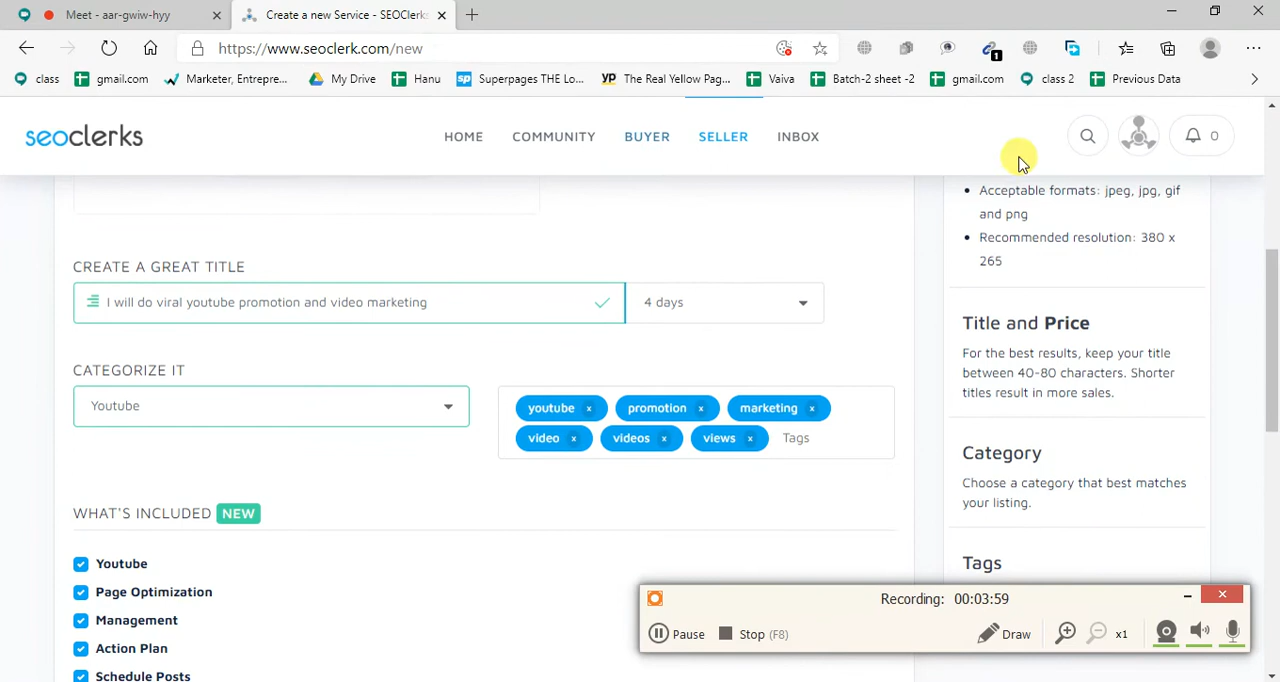 Meet - aar-gwiw-hyy
Create a new Service - SEOClerks
https://www.seoclerk.com/new
1
class
gmail.com
Marketer, Entrepre...
My Drive
Hanu
sp Superpages THE Lo...
yp The Real Yellow Pag...
Vaiva
Batch-2 sheet -2
gmail.com
class 2
Previous Data
seoclerks
HOME
COMMUNITY
BUYER
SELLER
INBOX
0
Acceptable formats: jpeg, jpg, gif
and png
Recommended resolution: 380 x
265
CREATE A GREAT TITLE
I will do viral youtube promotion and video marketing
4 days
Title and Price
For the best results, keep your title
between 40-80 characters. Shorter
titles result in more sales.
CATEGORIZE IT
Youtube
youtube x promotion x marketing x
video x videos x views x Tags
Category
Choose a category that best matches
your listing.
WHAT'S INCLUDED NEW
Youtube
Page Optimization
Management
Action Plan
Schedule Posts
Tags
Recording: 00:03:59
Pause
Stop (F8)
Draw
x1